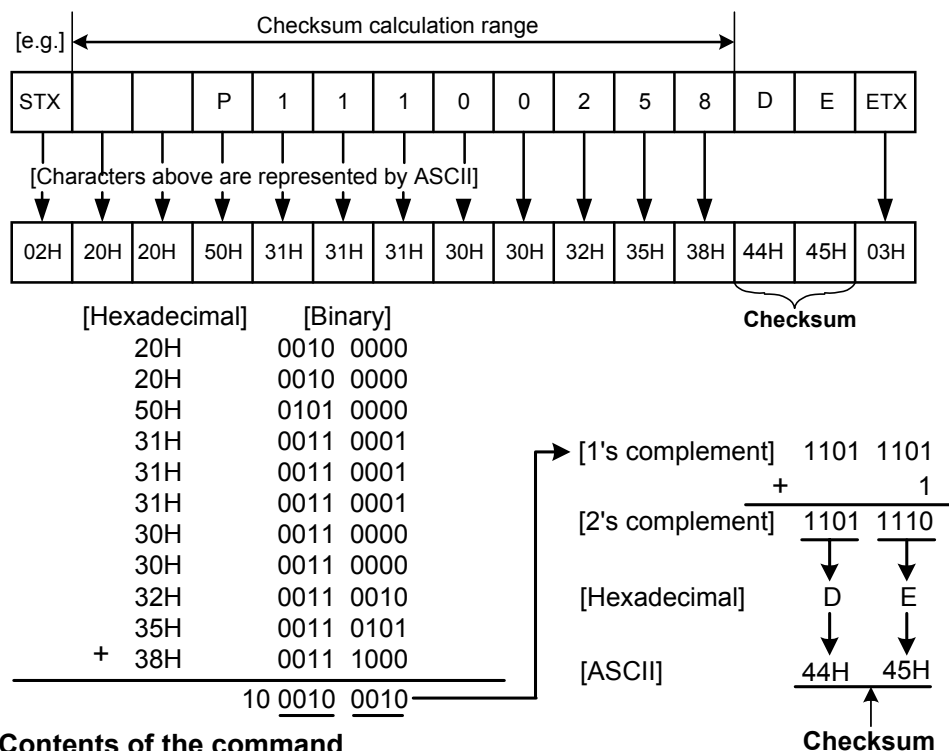 Checksum calculation range
[e.g.]
STX P 1 1 1 0 0 2 5 8 D E ETX
[Characters above are represented by ASCII]
02H 20H 20H 50H 31H 31H 31H 30H 30H 32H 35H 38H 44H 45H 03H
Checksum
[Hexadecimal] [Binary]
20H 0010 0000
20H 0010 0000
50H 0101 0000
31H 0011 0001
31H 0011 0001
31H 0011 0001
30H 0011 0000
30H 0011 0000
32H 0011 0010
35H 0011 0101
+ 38H 0011 1000
10 0010 0010
[1's complement] 1101 1101
+ 1
[2's complement] 1101 1110
[Hexadecimal] D E
[ASCII] 44H 45H
Checksum
Contents of the command